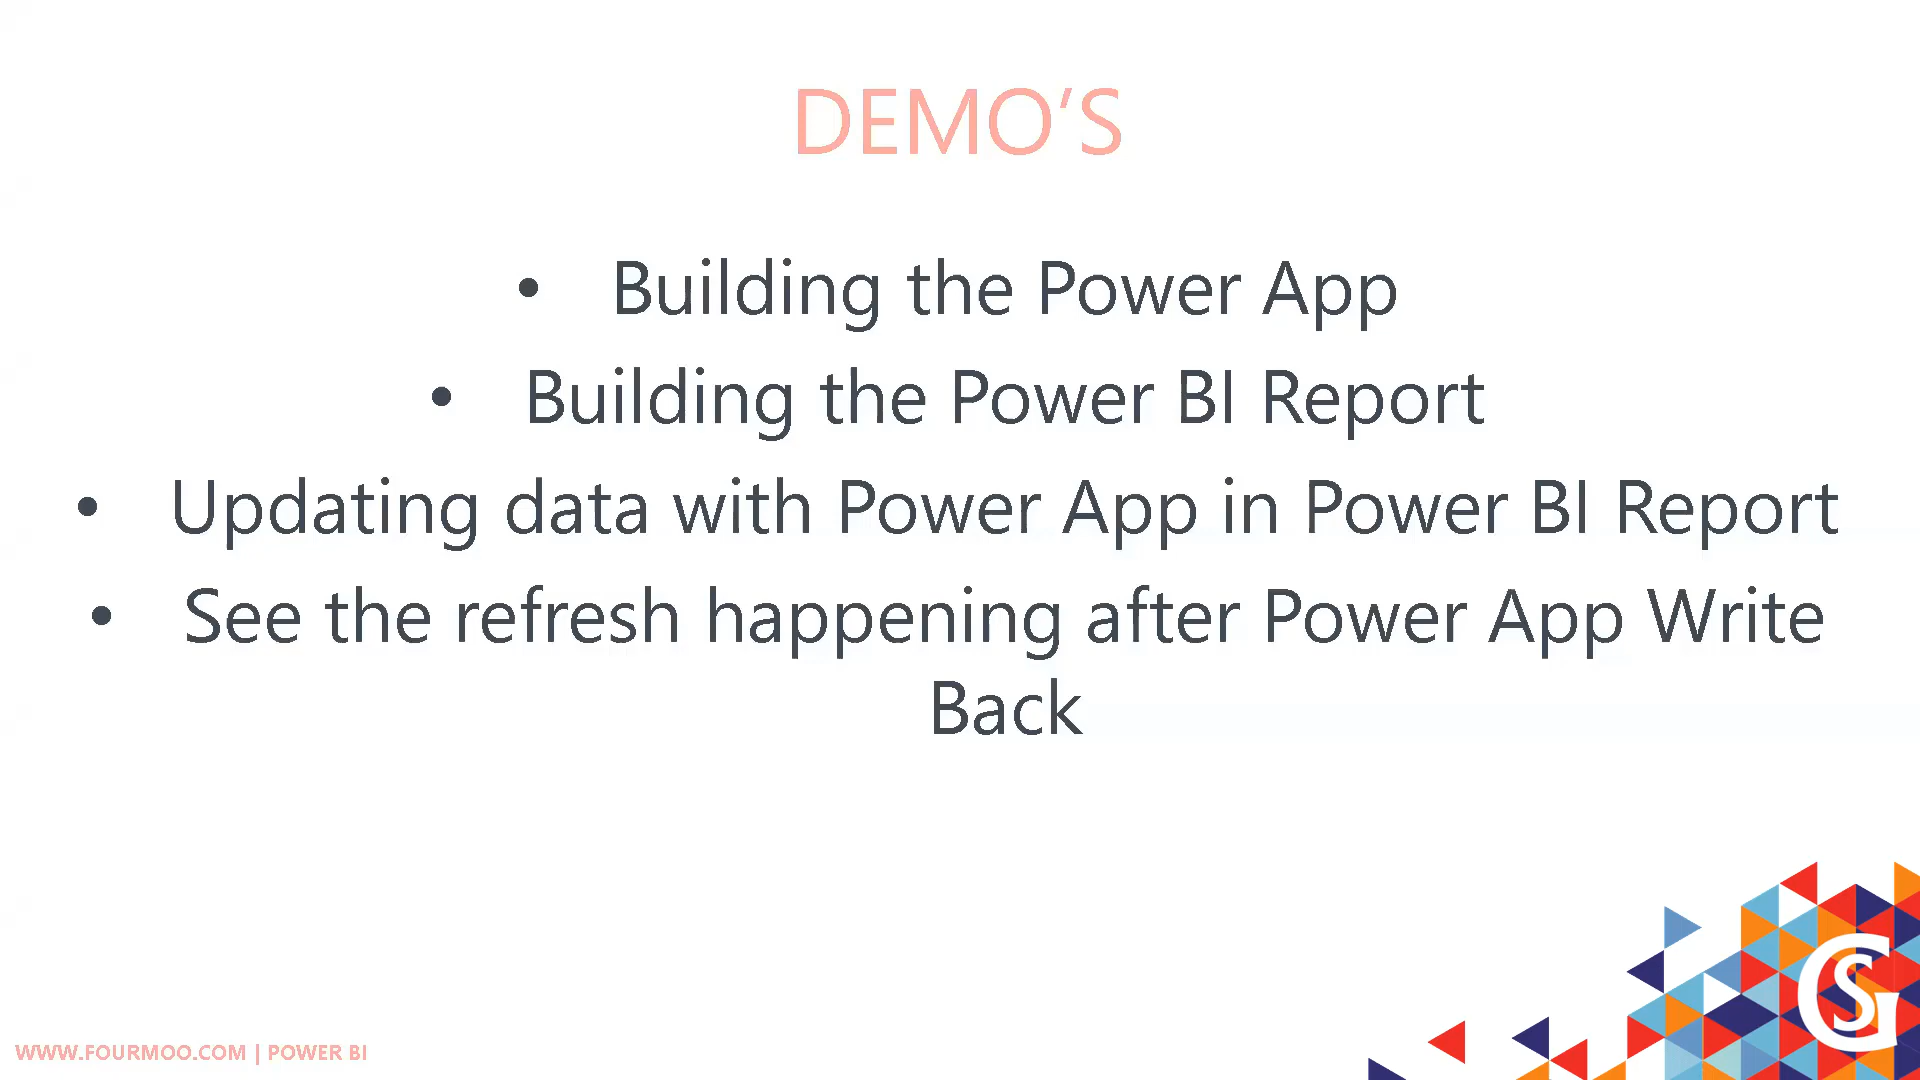 DEMO‘S
• Building the Power App
• Building the Power BI Report
• Updating data with Power App in Power BI Report
• See the refresh happening after Power App Write
Back
WWW.FOURMOO.COM | POWER BI
GS